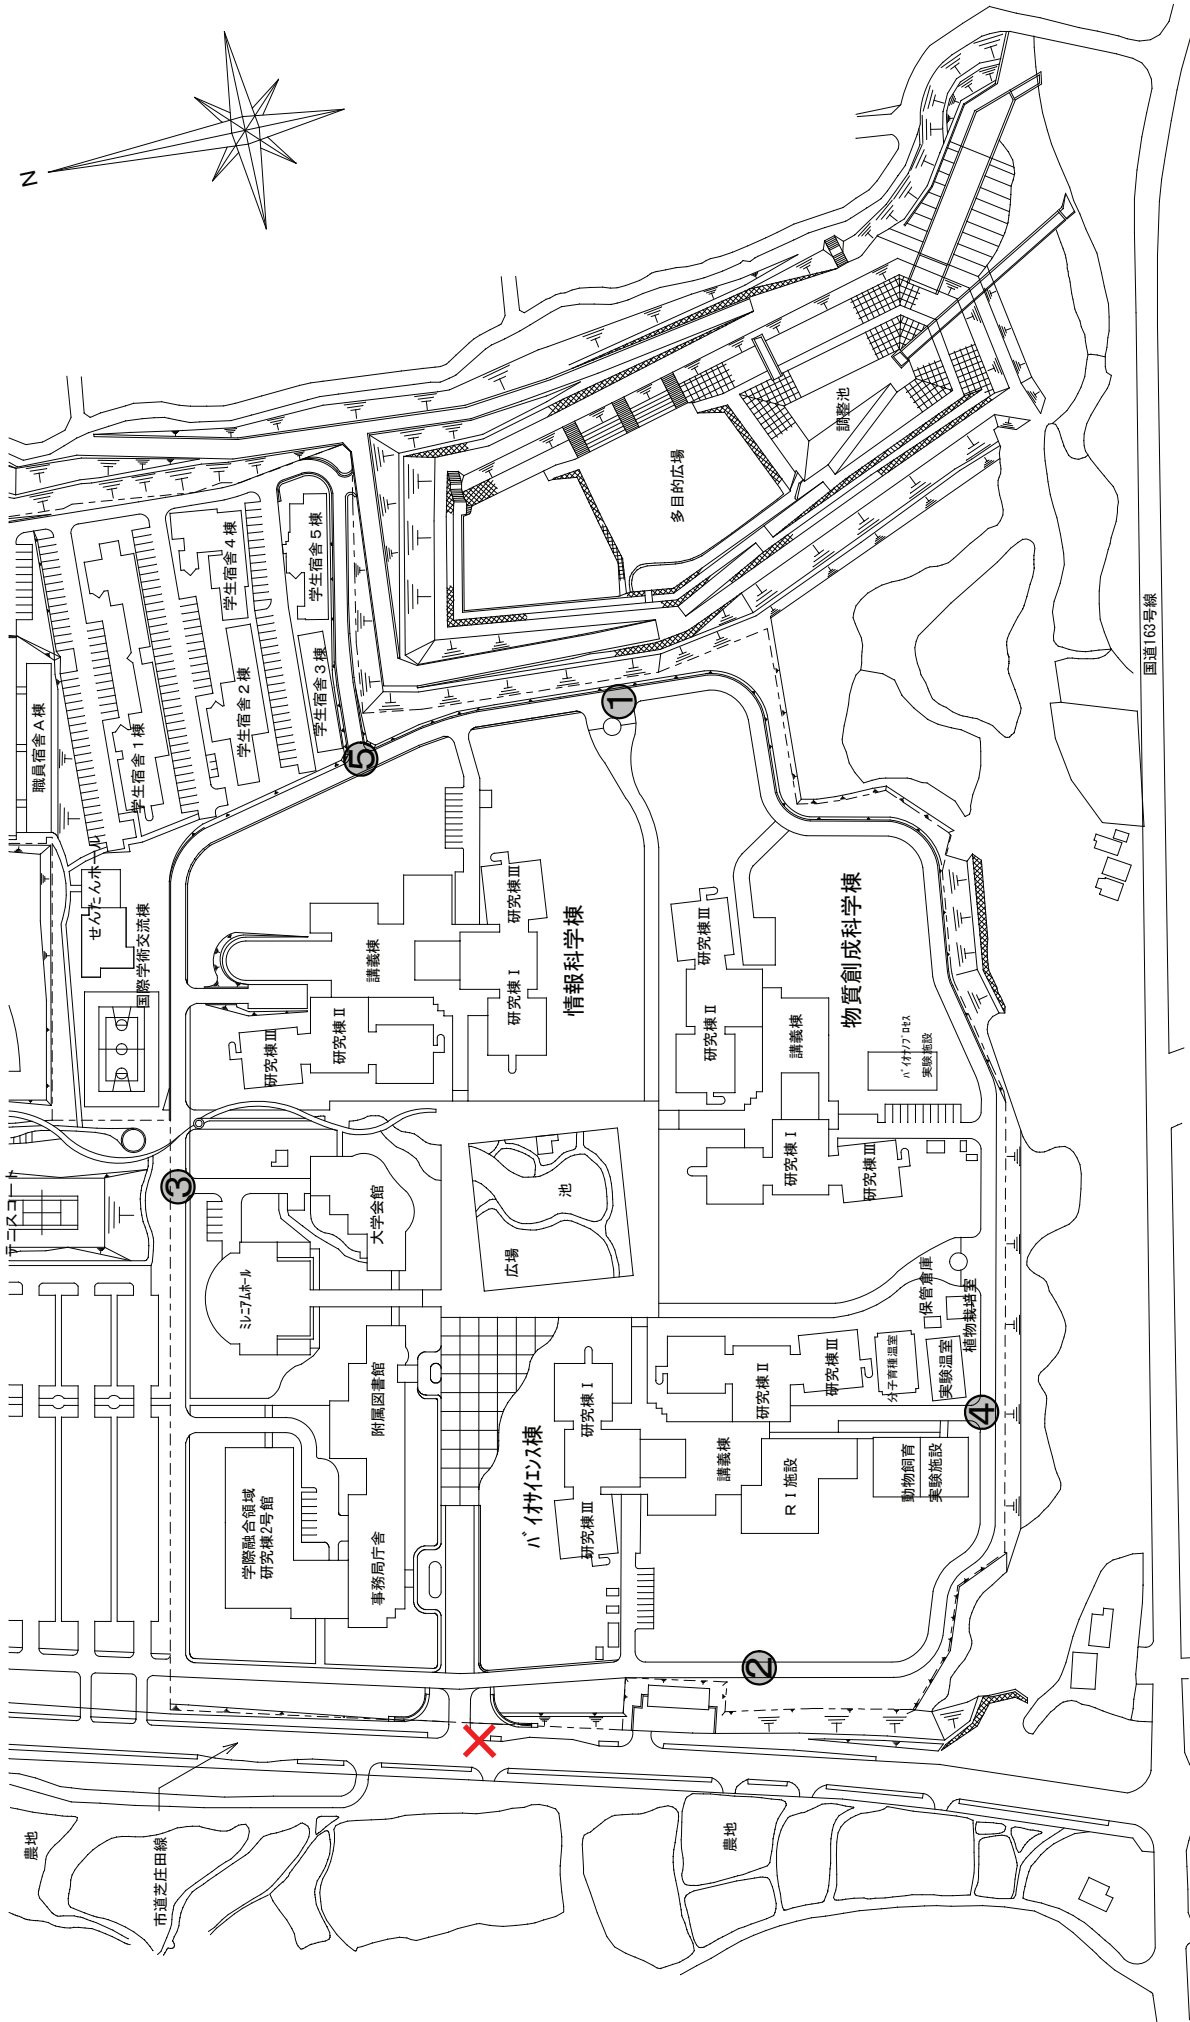 N
職員宿舎A棟
学生宿舎1棟
学生宿舎2棟
学生宿舎4棟
学生宿舎3棟
学生宿舎5棟
せんたんホール
国際学術交流棟
テニスコー
多目的広場
調整池
国道163号線
⑤
①
③
②
④
講義棟
研究棟Ⅲ
研究棟Ⅱ
研究棟Ⅰ
研究棟Ⅲ
情報科学棟
研究棟Ⅲ
研究棟Ⅱ
講義棟
研究棟Ⅰ
研究棟Ⅲ
物質創成科学棟
バイオナノプロセス
実験施設
大学会館
ミレニアムホール
池
広場
附属図書館
事務局庁舎
学際融合領域
研究棟2号館
バイオサイエンス棟
研究棟Ⅰ
研究棟Ⅲ
研究棟Ⅱ
研究棟Ⅲ
講義棟
RI施設
分子育種温室
実験温室
保管倉庫
植物栽培室
動物飼育
実験施設
農地
市道芝庄田線
農地